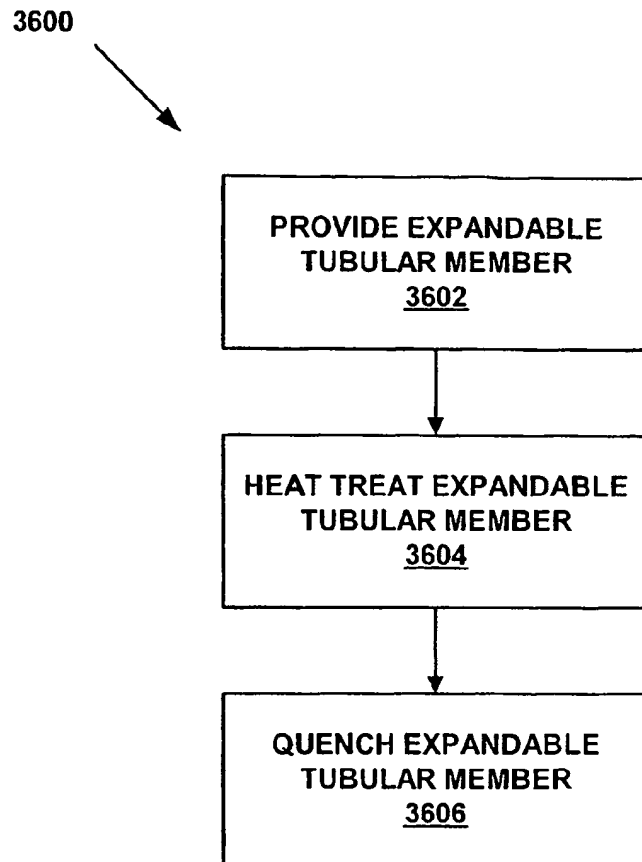 3600
PROVIDE EXPANDABLE
TUBULAR MEMBER
3602
HEAT TREAT EXPANDABLE
TUBULAR MEMBER
3604
QUENCH EXPANDABLE
TUBULAR MEMBER
3606